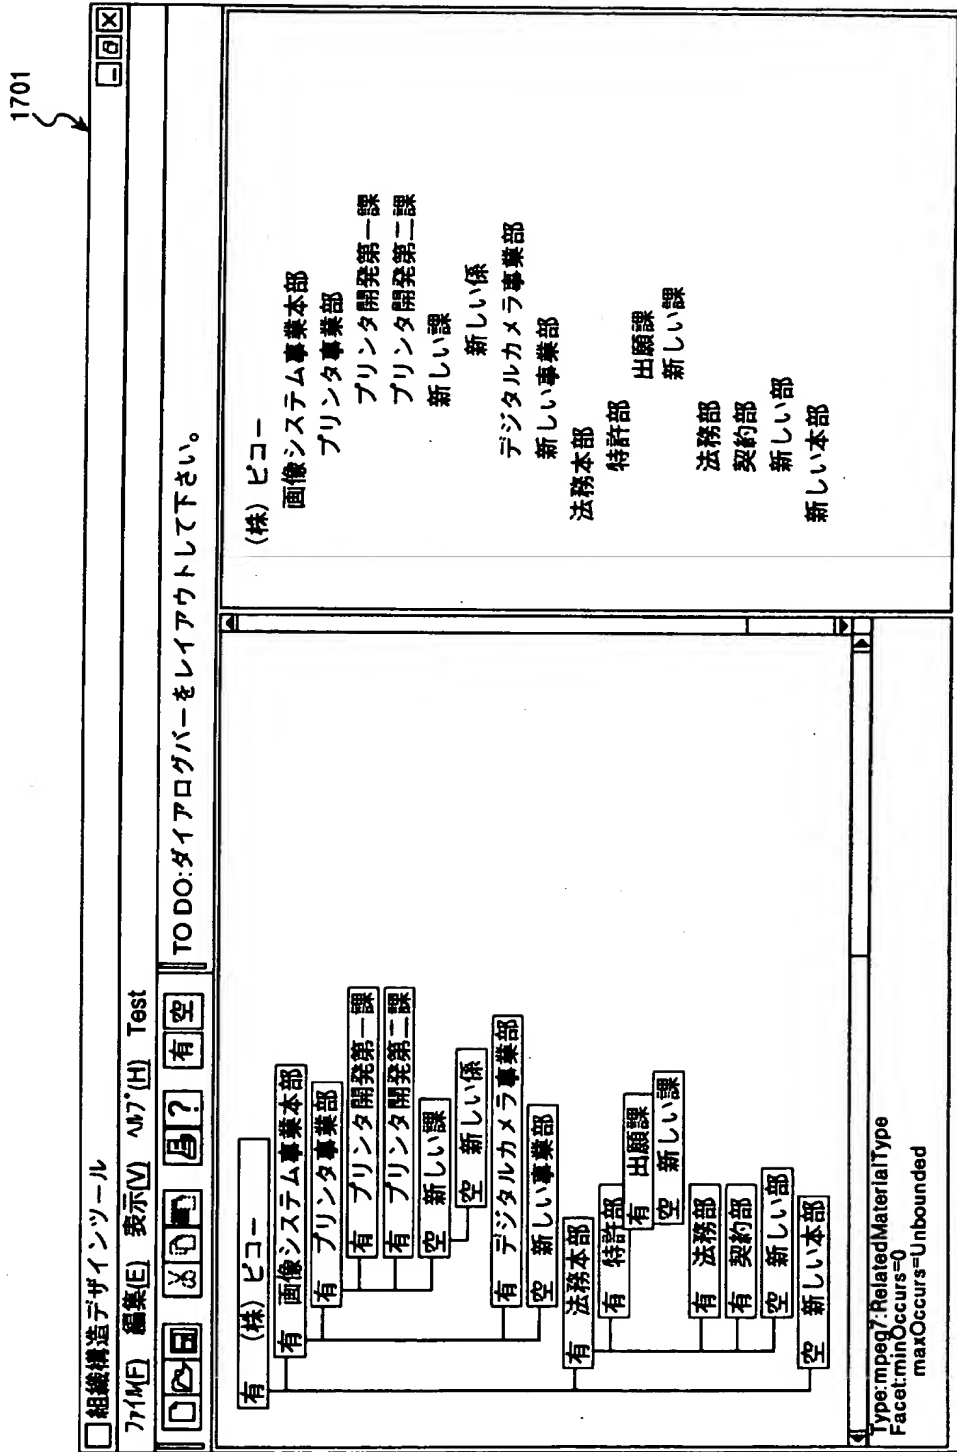 1701
組織構造デザインツール
ファイル(F) 編集(E) 表示(V) ヘルプ(H) Test
? 有 空
TO DO:ダイアログバーをレイアウトして下さい。
有 (株) ピコー
有 画像システム事業本部
有 プリンタ事業部
有 プリンタ開発第一課
有 プリンタ開発第二課
空 新しい課
空 新しい係
有 デジタルカメラ事業部
空 新しい事業部
有 法務本部
有 特許部
有 出願課
空 新しい課
有 法務部
有 契約部
空 新しい部
空 新しい本部
(株) ピコー
画像システム事業本部
プリンタ事業部
プリンタ開発第一課
プリンタ開発第二課
新しい課
新しい係
デジタルカメラ事業部
新しい事業部
法務本部
特許部
出願課
新しい課
法務部
契約部
新しい部
新しい本部
Type:mpeg7:RelatedMaterialType
Facet:minOccurs=0
maxOccurs=Unbounded